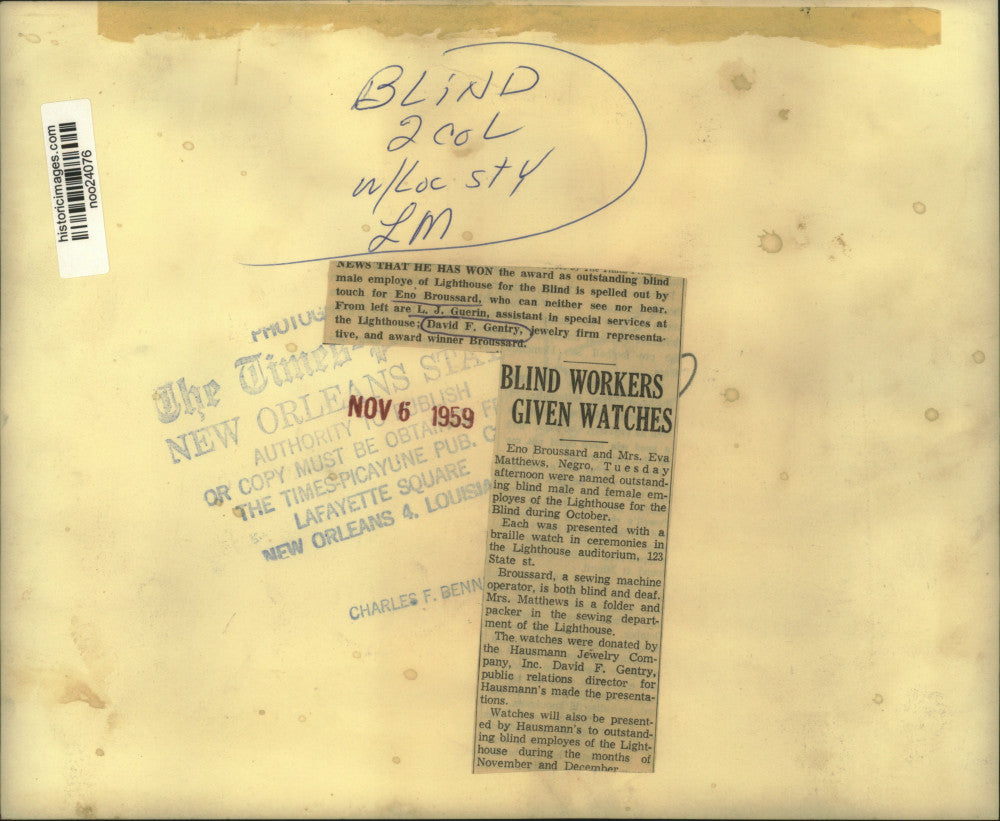 BLIND
2 COL
w/Loc sty
LM
historicimages.com
noo24076
NEWS THAT HE HAS WON the award as outstanding blind
male employe of Lighthouse for the Blind is spelled out by
touch for Eno Broussard, who can neither see nor hear.
From left are L. J. Guerin, assistant in special services at
the Lighthouse; David F. Gentry, jewelry firm representa-
tive, and award winner Broussard.
The Times-P
NEW ORLEANS STA
AUTHORITY TO PUBLISH
OR COPY MUST BE OBTAIN
THE TIMES-PICAYUNE PUB. C
LAFAYETTE SQUARE
NEW ORLEANS 4, LOUISIA
NOV 6 1959
CHARLES F. BENN
BLIND WORKERS
GIVEN WATCHES
Eno Broussard and Mrs. Eva
Matthews, Negro, Tuesday
afternoon were named outstand-
ing blind male and female em-
ployes of the Lighthouse for the
Blind during October.
Each was presented with a
braille watch in ceremonies in
the Lighthouse auditorium, 123
State st.
Broussard, a sewing machine
operator, is both blind and deaf.
Mrs. Matthews is a folder and
packer in the sewing depart-
ment of the Lighthouse.
The watches were donated by
the Hausmann Jewelry Com-
pany, Inc. David F. Gentry,
public relations director for
Hausmann's made the presenta-
tions.
Watches will also be present-
ed by Hausmann's to outstand-
ing blind employes of the Light-
house during the months of
November and December.